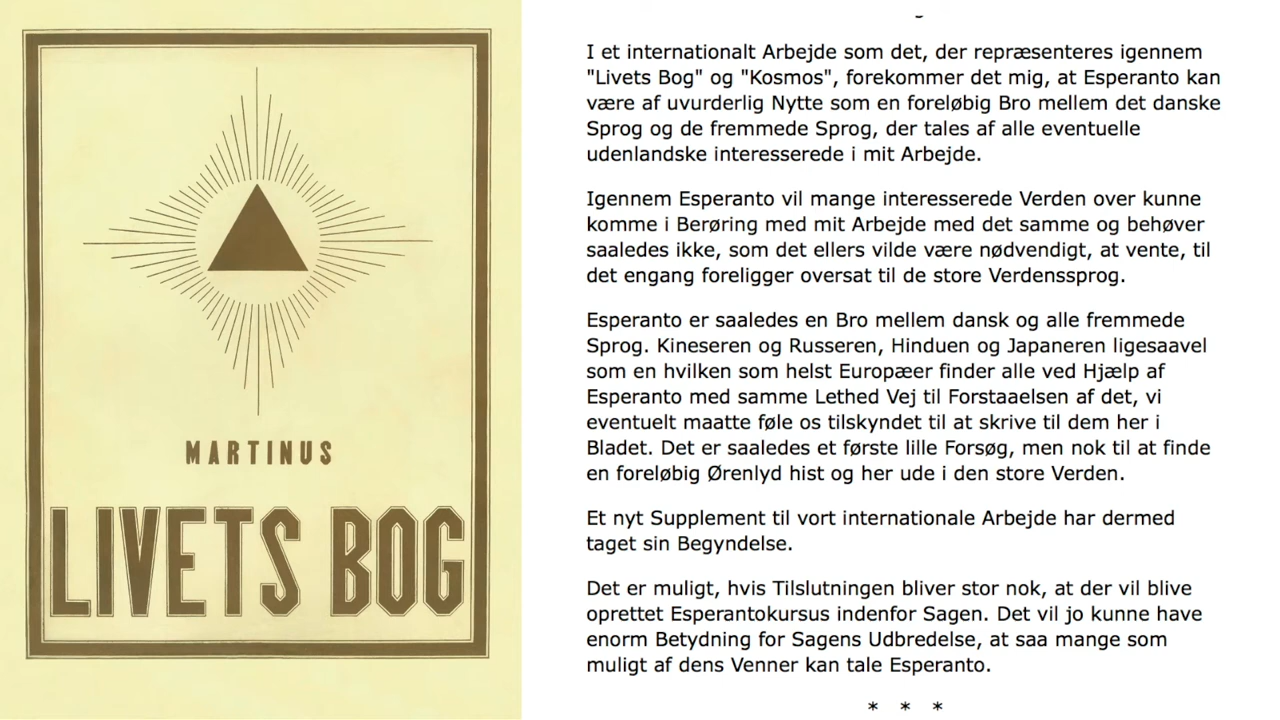 MARTINUS
LIVETS BOG
I et internationalt Arbejde som det, der repræsenteres igennem
"Livets Bog" og "Kosmos", forekommer det mig, at Esperanto kan
være af uvurderlig Nytte som en foreløbig Bro mellem det danske
Sprog og de fremmede Sprog, der tales af alle eventuelle
udenlandske interesserede i mit Arbejde.
Igennem Esperanto vil mange interesserede Verden over kunne
komme i Berøring med mit Arbejde med det samme og behøver
saaledes ikke, som det ellers vilde være nødvendigt, at vente, til
det engang foreligger oversat til de store Verdenssprog.
Esperanto er saaledes en Bro mellem dansk og alle fremmede
Sprog. Kineseren og Russeren, Hinduen og Japaneren ligesaavel
som en hvilken som helst Europæer finder alle ved Hjælp af
Esperanto med samme Lethed Vej til Forstaaelsen af det, vi
eventuelt maatte føle os tilskyndet til at skrive til dem her i
Bladet. Det er saaledes et første lille Forsøg, men nok til at finde
en foreløbig Ørenlyd hist og her ude i den store Verden.
Et nyt Supplement til vort internationale Arbejde har dermed
taget sin Begyndelse.
Det er muligt, hvis Tilslutningen bliver stor nok, at der vil blive
oprettet Esperantokursus indenfor Sagen. Det vil jo kunne have
enorm Betydning for Sagens Udbredelse, at saa mange som
muligt af dens Venner kan tale Esperanto.
* * *